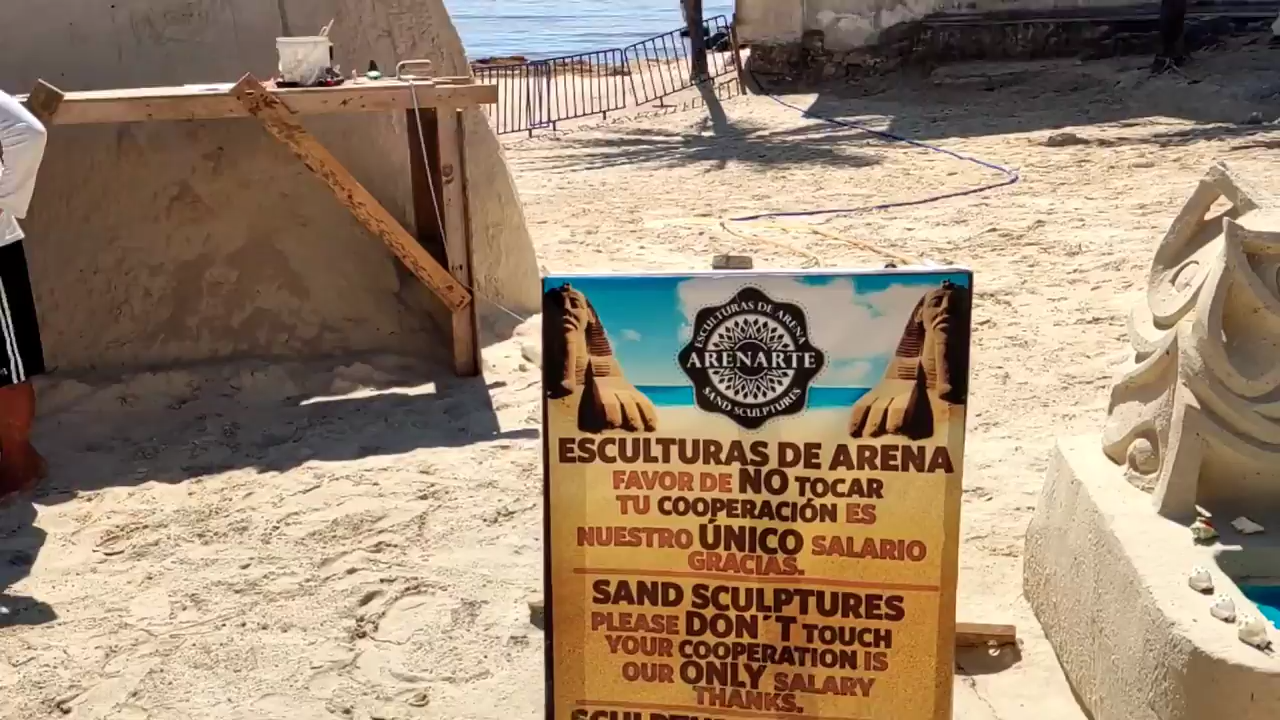 ESCULTURAS DE ARENA
ARENARTE
SAND SCULPTURES
ESCULTURAS DE ARENA
FAVOR DE NO TOCAR
TU COOPERACIÓN ES
NUESTRO ÚNICO SALARIO
GRACIAS.
SAND SCULPTURES
PLEASE DON´T TOUCH
YOUR COOPERATION IS
OUR ONLY SALARY
THANKS.